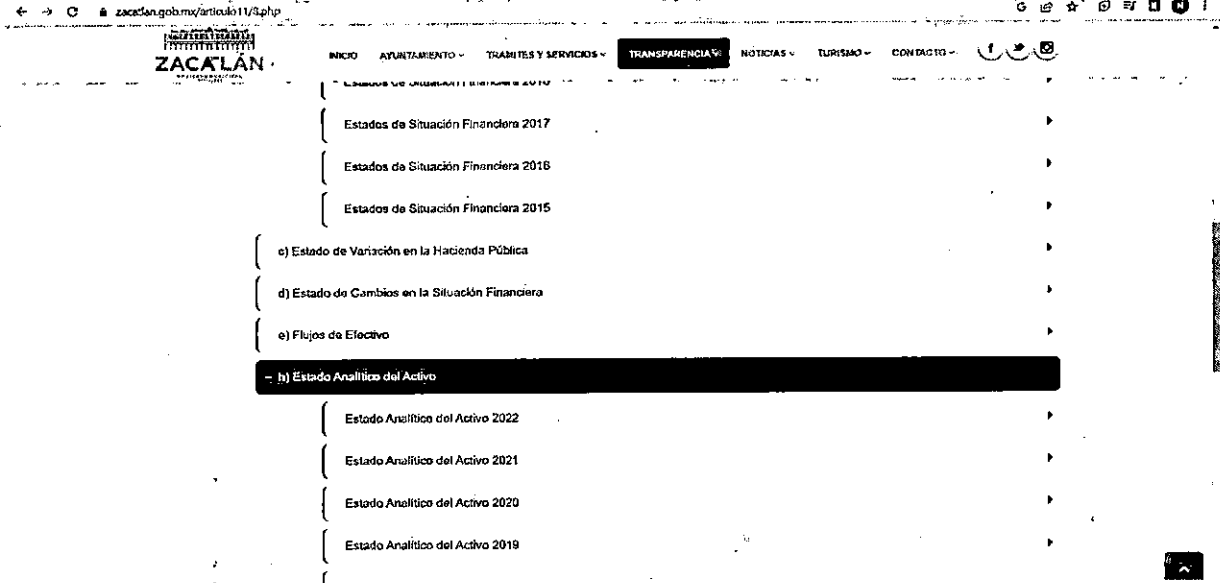 zacatlan.gob.mx/articulo11/3.php
ZACATLÁN
INICIO AYUNTAMIENTO TRAMITES Y SERVICIOS TRANSPARENCIA NOTICIAS TURISMO CONTACTO
Estados de Situación Financiera 2017
Estados de Situación Financiera 2016
Estados de Situación Financiera 2015
c) Estado de Variación en la Hacienda Pública
d) Estado de Cambios en la Situación Financiera
e) Flujos de Efectivo
– h) Estado Analítico del Activo
Estado Analítico del Activo 2022
Estado Analítico del Activo 2021
Estado Analítico del Activo 2020
Estado Analítico del Activo 2019